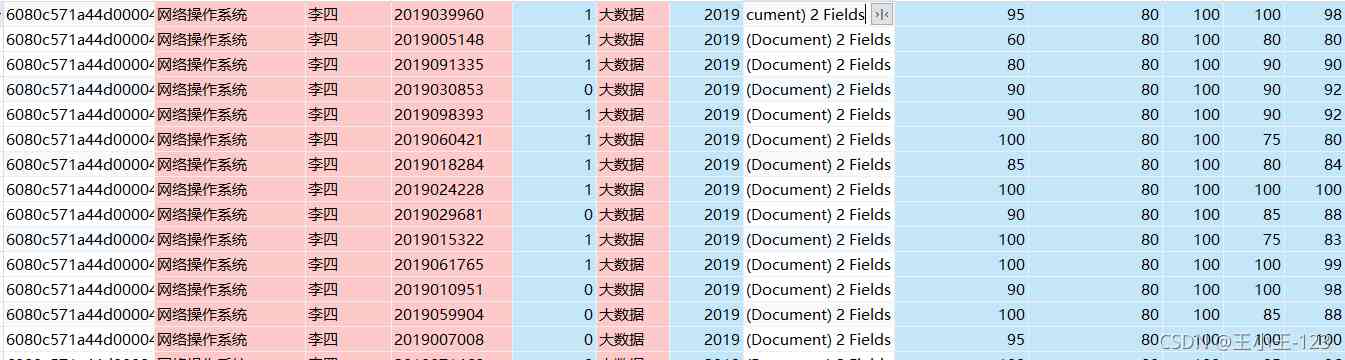 6080c571a44d00004 网络操作系统 李四 2019039960 1 大数据 2019 cument) 2 Fields 95 80 100 100 98
6080c571a44d00004 网络操作系统 李四 2019005148 1 大数据 2019 (Document) 2 Fields 60 80 100 80 80
6080c571a44d00004 网络操作系统 李四 2019091335 1 大数据 2019 (Document) 2 Fields 80 80 100 90 90
6080c571a44d00004 网络操作系统 李四 2019030853 0 大数据 2019 (Document) 2 Fields 90 80 100 90 92
6080c571a44d00004 网络操作系统 李四 2019098393 1 大数据 2019 (Document) 2 Fields 90 80 100 90 92
6080c571a44d00004 网络操作系统 李四 2019060421 1 大数据 2019 (Document) 2 Fields 100 80 100 75 80
6080c571a44d00004 网络操作系统 李四 2019018284 1 大数据 2019 (Document) 2 Fields 85 80 100 80 84
6080c571a44d00004 网络操作系统 李四 2019024228 1 大数据 2019 (Document) 2 Fields 100 80 100 100 100
6080c571a44d00004 网络操作系统 李四 2019029681 0 大数据 2019 (Document) 2 Fields 90 80 100 85 88
6080c571a44d00004 网络操作系统 李四 2019015322 1 大数据 2019 (Document) 2 Fields 100 80 100 75 83
6080c571a44d00004 网络操作系统 李四 2019061765 1 大数据 2019 (Document) 2 Fields 100 80 100 100 99
6080c571a44d00004 网络操作系统 李四 2019010951 0 大数据 2019 (Document) 2 Fields 90 80 100 100 98
6080c571a44d00004 网络操作系统 李四 2019059904 0 大数据 2019 (Document) 2 Fields 100 80 100 85 88
6080c571a44d00004 网络操作系统 李四 2019007008 0 大数据 2019 (Document) 2 Fields 95 80 100 100 100
CSDN @王小王-123